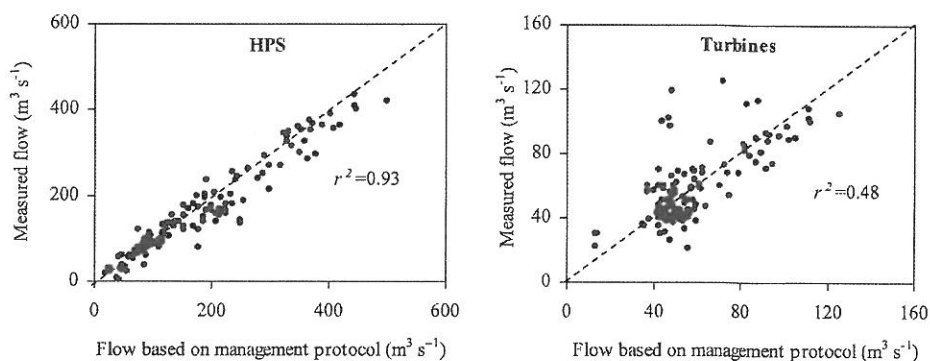 600
400
200
0
Measured flow (m³ s⁻¹)
HPS
r²=0.93
0 200 400 600
Flow based on management protocol (m³ s⁻¹)
160
120
80
40
0
Measured flow (m³ s⁻¹)
Turbines
r²=0.48
0 40 80 120 160
Flow based on management protocol (m³ s⁻¹)